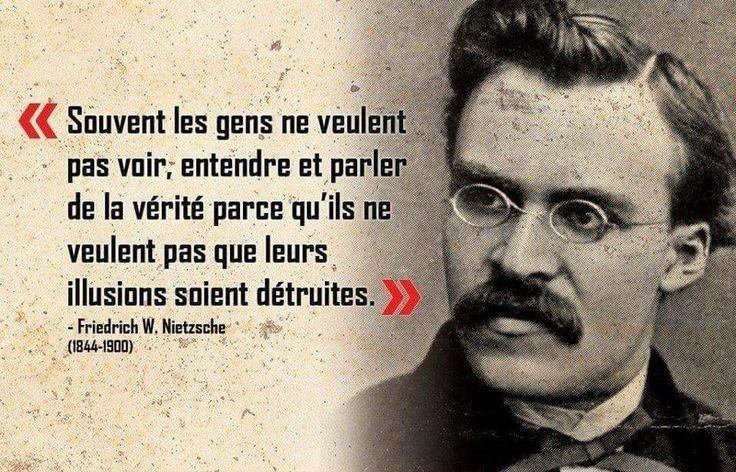 « Souvent les gens ne veulent
pas voir, entendre et parler
de la vérité parce qu'ils ne
veulent pas que leurs
illusions soient détruites. »
- Friedrich W. Nietzsche
(1844-1900)